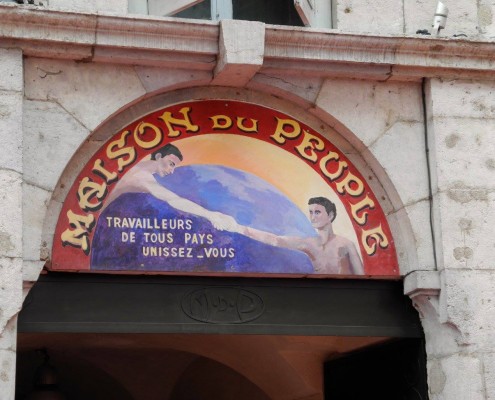 MAISON DU PEUPLE
TRAVAILLEURS
DE TOUS PAYS
UNISSEZ_VOUS